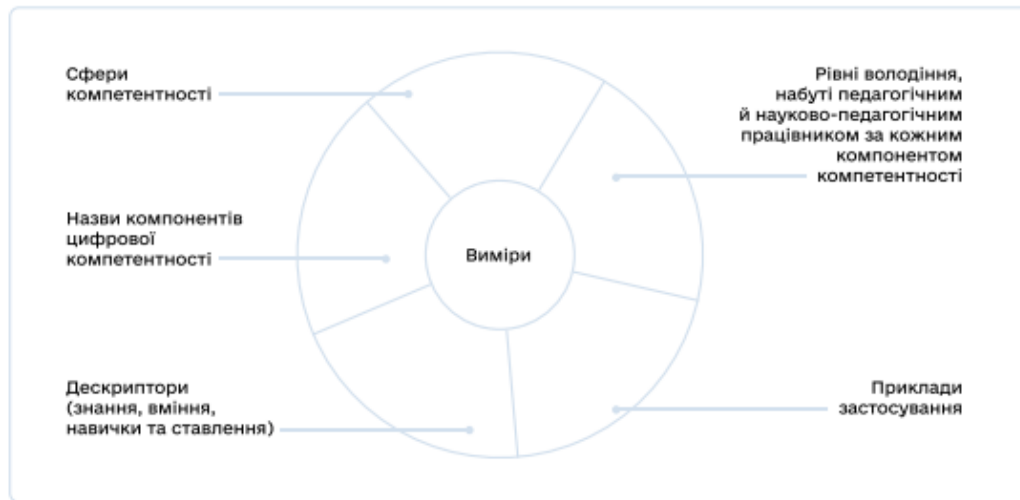 Сфери
компетентності
Рівні володіння,
набуті педагогічним
й науково-педагогічним
працівником за кожним
компонентом
компетентності
Назви компонентів
цифрової
компетентності
Виміри
Дескриптори
(знання, вміння,
навички та ставлення)
Приклади
застосування